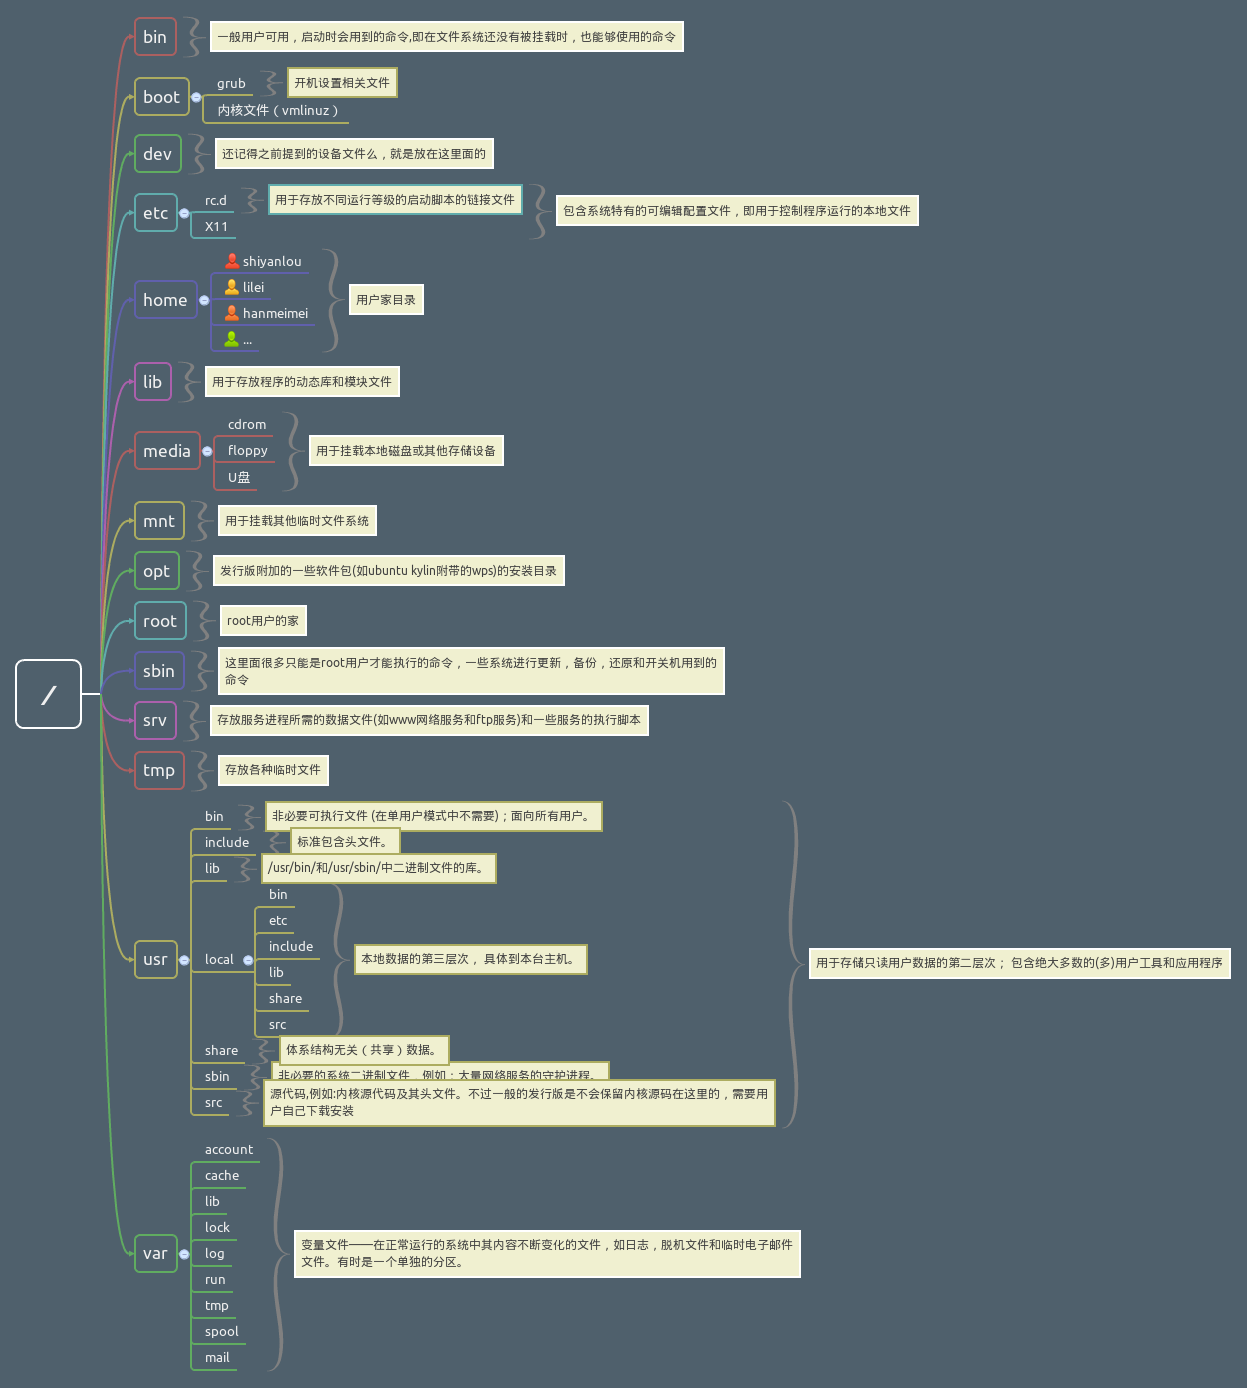 /
bin
一般用户可用，启动时会用到的命令,即在文件系统还没有被挂载时，也能够使用的命令
boot
grub
开机设置相关文件
内核文件（vmlinuz）
dev
还记得之前提到的设备文件么，就是放在这里面的
etc
rc.d
用于存放不同运行等级的启动脚本的链接文件
X11
包含系统特有的可编辑配置文件，即用于控制程序运行的本地文件
home
shiyanlou
lilei
hanmeimei
...
用户家目录
lib
用于存放程序的动态库和模块文件
media
cdrom
floppy
U盘
用于挂载本地磁盘或其他存储设备
mnt
用于挂载其他临时文件系统
opt
发行版附加的一些软件包(如ubuntu kylin附带的wps)的安装目录
root
root用户的家
sbin
这里面很多只能是root用户才能执行的命令，一些系统进行更新，备份，还原和开关机用到的
命令
srv
存放服务进程所需的数据文件(如www网络服务和ftp服务)和一些服务的执行脚本
tmp
存放各种临时文件
usr
bin
非必要可执行文件 (在单用户模式中不需要)；面向所有用户。
include
标准包含头文件。
lib
/usr/bin/和/usr/sbin/中二进制文件的库。
local
bin
etc
include
lib
share
src
本地数据的第三层次， 具体到本台主机。
share
体系结构无关（共享）数据。
sbin
非必要的系统二进制文件，例如：大量网络服务的守护进程。
src
源代码,例如:内核源代码及其头文件。不过一般的发行版是不会保留内核源码在这里的，需要用
户自己下载安装
用于存储只读用户数据的第二层次； 包含绝大多数的(多)用户工具和应用程序
var
account
cache
lib
lock
log
run
tmp
spool
mail
变量文件——在正常运行的系统中其内容不断变化的文件，如日志，脱机文件和临时电子邮件
文件。有时是一个单独的分区。